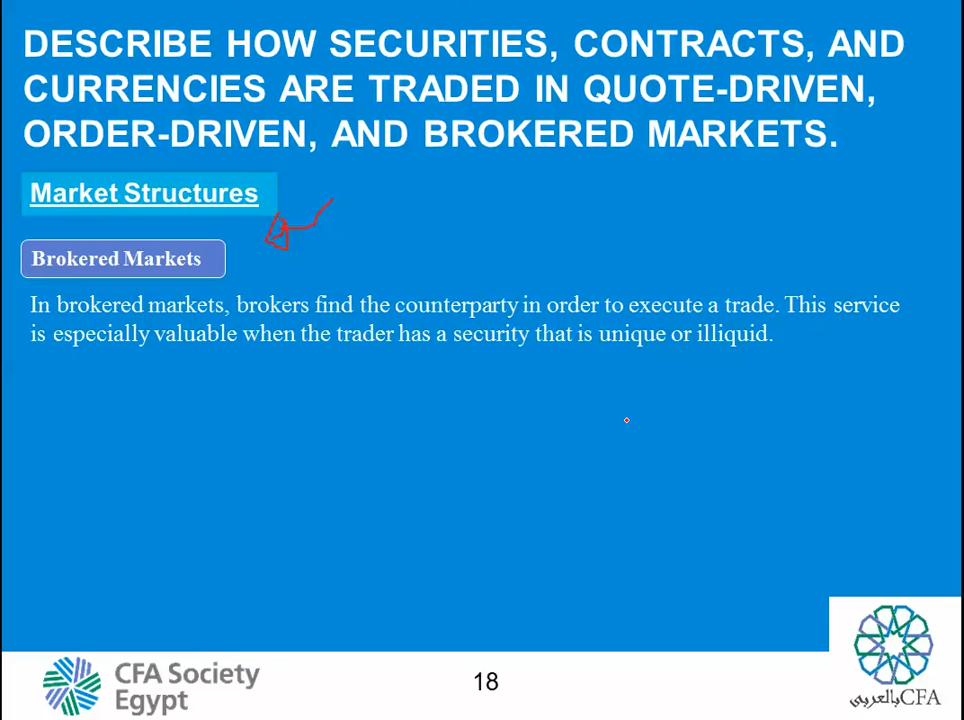 DESCRIBE HOW SECURITIES, CONTRACTS, AND
CURRENCIES ARE TRADED IN QUOTE-DRIVEN,
ORDER-DRIVEN, AND BROKERED MARKETS.
Market Structures
Brokered Markets
In brokered markets, brokers find the counterparty in order to execute a trade. This service
is especially valuable when the trader has a security that is unique or illiquid.
CFA Society
Egypt
18
CFAبالعربي